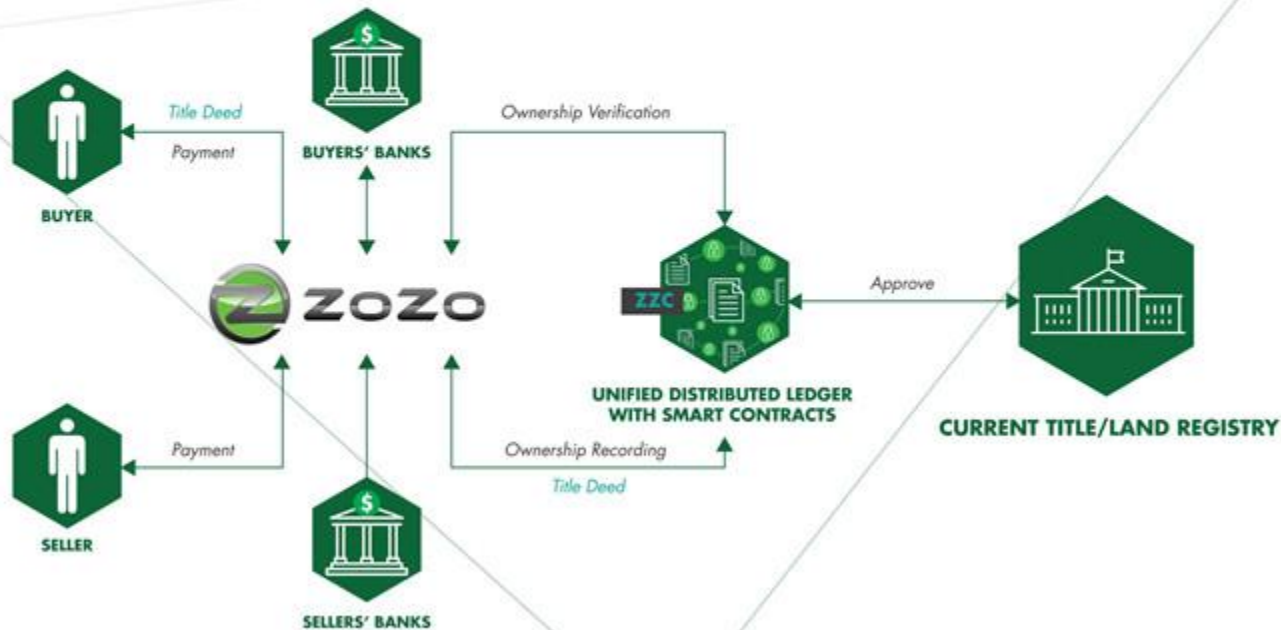 Title Deed
Payment
BUYER
$
BUYERS' BANKS
Ownership Verification
Z ZOZO
ZZC
Approve
UNIFIED DISTRIBUTED LEDGER
WITH SMART CONTRACTS
CURRENT TITLE/LAND REGISTRY
Payment
SELLER
$
SELLERS' BANKS
Ownership Recording
Title Deed